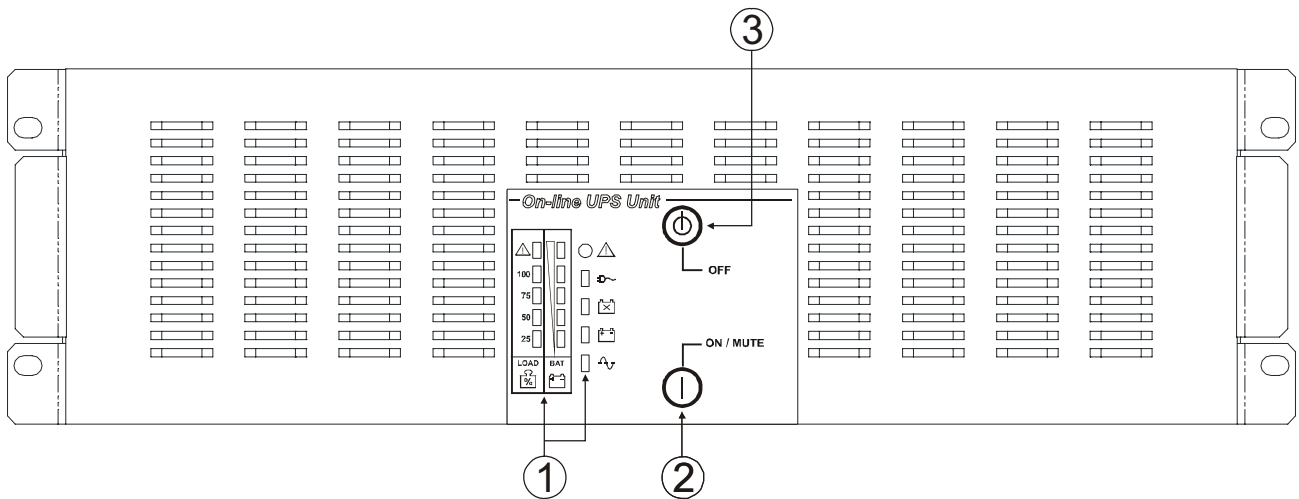 3
On-line UPS Unit
OFF
100
75
50
25
ON / MUTE
LOAD BAT
%
1 2